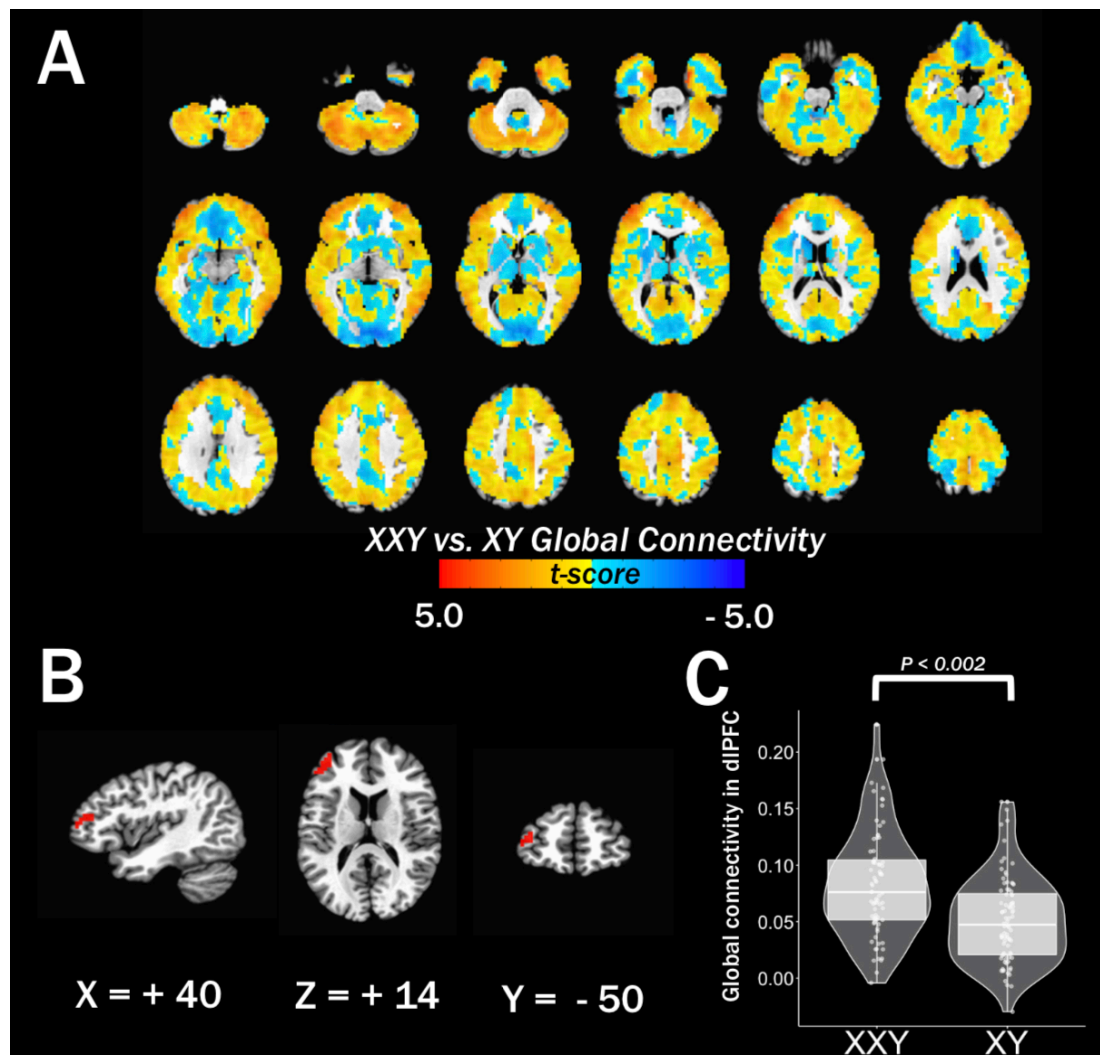 A
XXY vs. XY Global Connectivity
t-score
5.0
- 5.0
B
X = + 40
Z = + 14
Y = - 50
C
P < 0.002
Global connectivity in dlPFC
0.20
0.15
0.10
0.05
0.00
XXY
XY